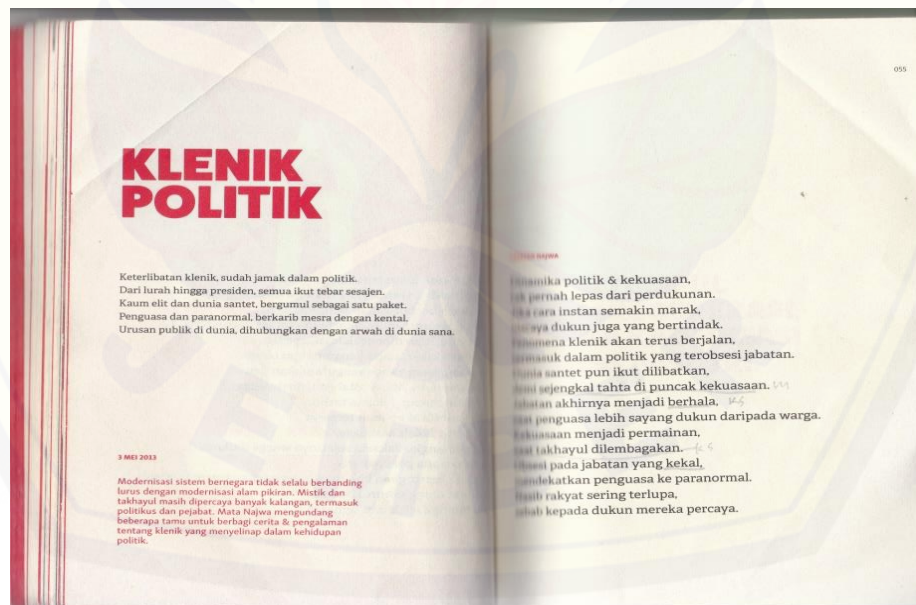 KLENIK
POLITIK
Keterlibatan klenik, sudah jamak dalam politik.
Dari lurah hingga presiden, semua ikut tebar sesajen.
Kaum elit dan dunia santet, bergumul sebagai satu paket.
Penguasa dan paranormal, berkarib mesra dengan kental,
Urusan publik di dunia, dihubungkan dengan arwah di dunia sana.
3 MEI 2013
Modernisasi sistem bernegara tidak selalu berbanding
lurus dengan modernisasi alam pikiran. Mistik dan
takhayul masih dipercaya banyak kalangan, termasuk
politikus dan pejabat. Mata Najwa mengundang
beberapa tamu untuk berbagi cerita & pengalaman
tentang klenik yang menyelinap dalam kehidupan
politik.
055
NAJWA
politik & kekuasaan,
pernah lepas dari perdukunan.
cara instan semakin marak,
dukun juga yang bertindak.
klenik akan terus berjalan,
termasuk dalam politik yang terobsesi jabatan.
santet pun ikut dilibatkan,
demi sejengkal tahta di puncak kekuasaan.
jabatan akhirnya menjadi berhala,
penguasa lebih sayang dukun daripada warga.
kekuasaan menjadi permainan,
takhayul dilembagakan.
pada jabatan yang kekal,
mendekatkan penguasa ke paranormal.
rakyat sering terlupa,
kepada dukun mereka percaya.
JEMBER